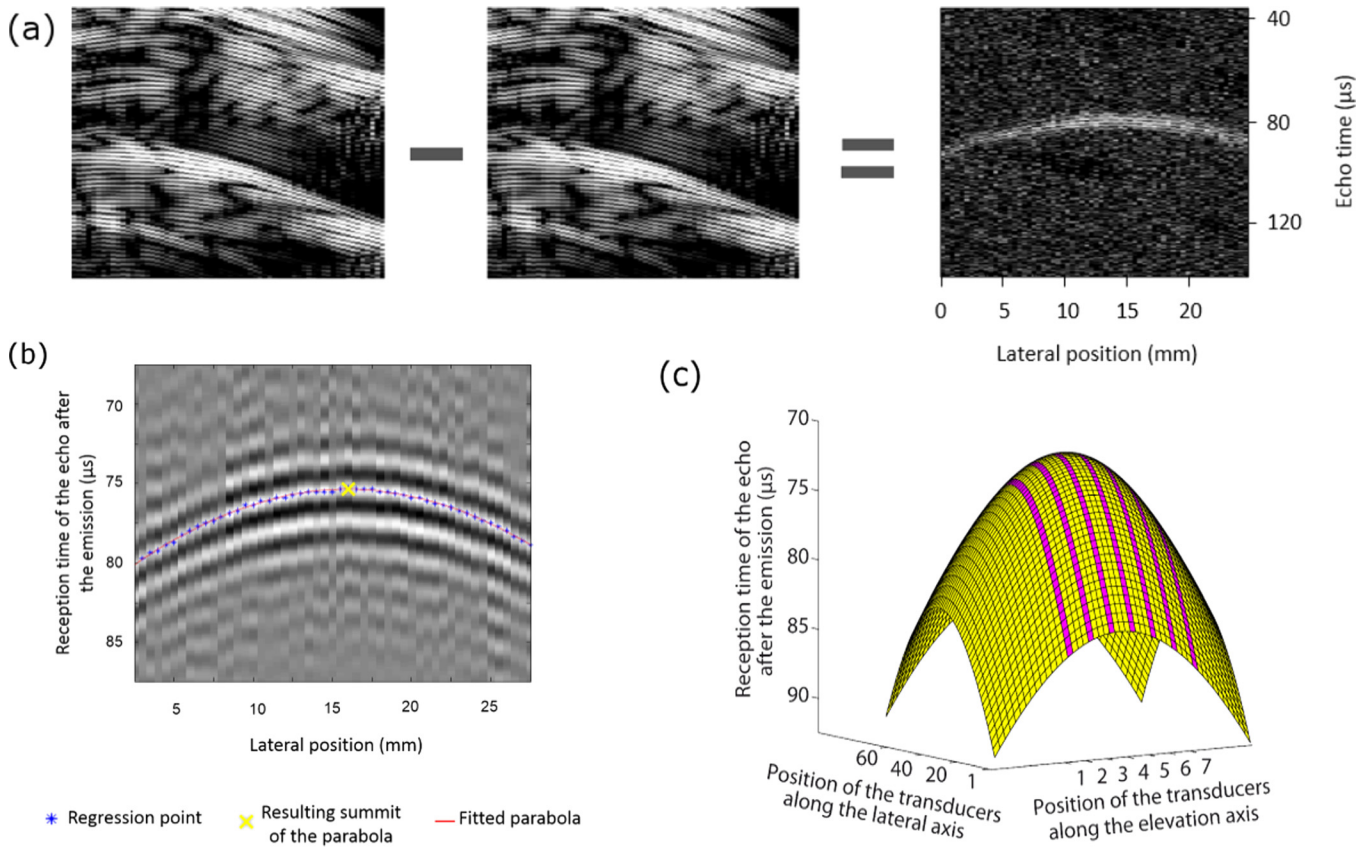 (a)
40
80
120
Echo time (μs)
0 5 10 15 20
Lateral position (mm)
(b)
Reception time of the echo after
the emission (μs)
70
75
80
85
5 10 15 20 25
Lateral position (mm)
Regression point
Resulting summit
of the parabola
Fitted parabola
(c)
Reception time of the echo
after the emission (μs)
70
75
80
85
90
60 40 20 1
Position of the transducers
along the lateral axis
1 2 3 4 5 6 7
Position of the transducers
along the elevation axis